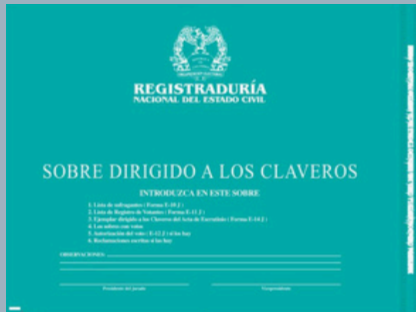 REGISTRADURÍA
NACIONAL DEL ESTADO CIVIL
SOBRE DIRIGIDO A LOS CLAVEROS
INTRODUZCA EN ESTE SOBRE
1. Lista de sufragantes ( Forma E-10 )
2. Lista de Registro de Votantes ( Forma E-11 )
3. Ejemplar dirigido a los Claveros del Acta de Escrutinio ( Forma E-14 )
4. Los sobres con votos
5. Autorización del voto ( E-12 ) si los hay
6. Reclamaciones escritas si las hay
OBSERVACIONES:
Presidente del jurado
Vicepresidente